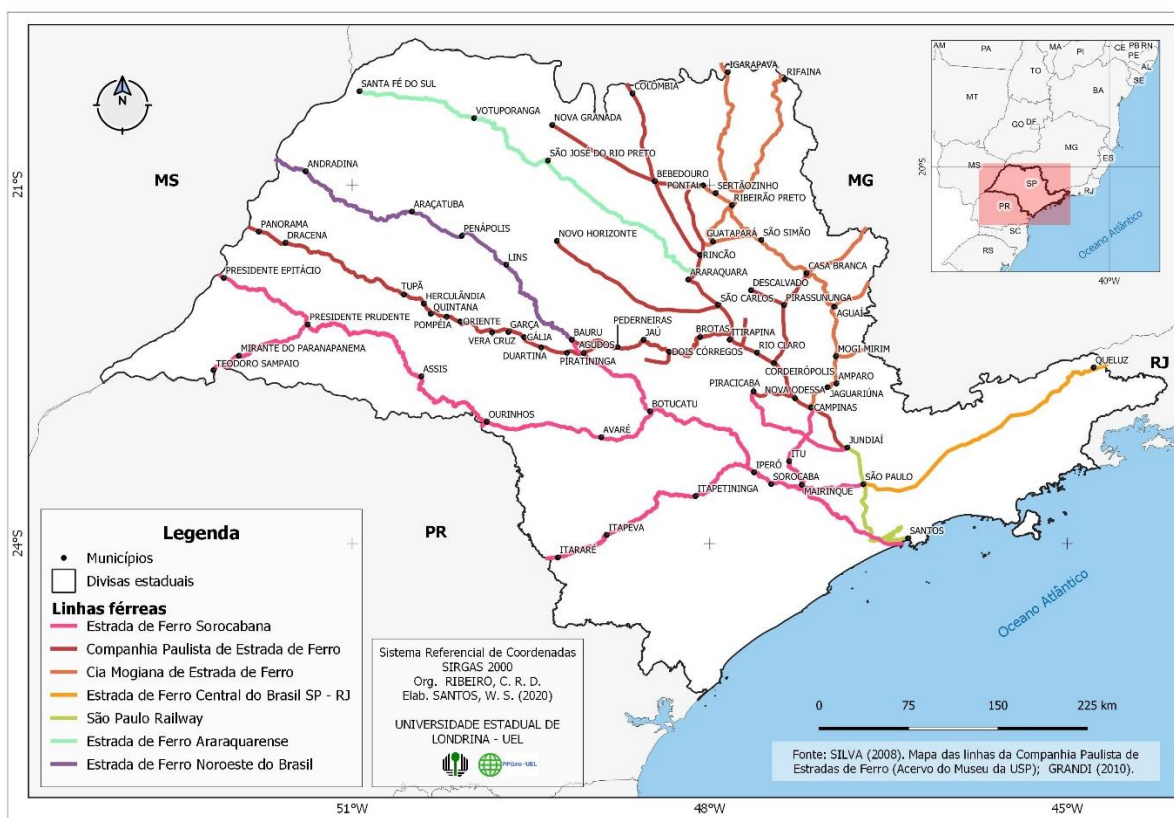 IGARAPAVA
RIFAINA
COLÔMBIA
SANTA FÉ DO SUL
VOTUPORANGA
NOVA GRANADA
SÃO JOSÉ DO RIO PRETO
BEBEDOURO
PONTAL
SERTÃOZINHO
RIBEIRÃO PRETO
MS
MG
ANDRADINA
ARAÇATUBA
PENÁPOLIS
LINS
NOVO HORIZONTE
GUATAPARÁ
SÃO SIMÃO
RINCÃO
ARARAQUARA
CASA BRANCA
DESCALVADO
SÃO CARLOS
PIRASSUNUNGA
AGUAÍ
PANORAMA
DRACENA
PRESIDENTE EPITÁCIO
TUPÃ
HERCULÂNDIA
QUINTANA
POMPÉIA
ORIENTE
VERA CRUZ
GARÇA
GÁLIA
DUARTINA
PIRATININGA
BAURU
AGUDOS
PEDERNEIRAS
JAÚ
DOIS CÓRREGOS
BROTAS
ITIRAPINA
RIO CLARO
CORDEIRÓPOLIS
MOGI MIRIM
PRESIDENTE PRUDENTE
MIRANTE DO PARANAPANEMA
TEODORO SAMPAIO
ASSIS
OURINHOS
AVARÉ
BOTUCATU
PIRACICABA
NOVA ODESSA
AMPARO
JAGUARIÚNA
CAMPINAS
JUNDIAÍ
QUELUZ
RJ
ITU
IPERÓ
SOROCABA
MAIRINQUE
SÃO PAULO
ITAPETININGA
ITAPEVA
ITARARÉ
SANTOS
PR
Oceano Atlântico
N
21°S
24°S
51°W
48°W
45°W
AM
PA
MA
PI
CE
RN
PB
PE
AL
SE
TO
BA
MT
GO
DF
MG
ES
MS
SP
RJ
PR
SC
RS
20°S
40°W
Oceano Atlântico
Legenda
Municípios
Divisas estaduais
Linhas férreas
Estrada de Ferro Sorocabana
Companhia Paulista de Estrada de Ferro
Cia Mogiana de Estrada de Ferro
Estrada de Ferro Central do Brasil SP - RJ
São Paulo Railway
Estrada de Ferro Araraquarense
Estrada de Ferro Noroeste do Brasil
Sistema Referencial de Coordenadas
SIRGAS 2000
Org. RIBEIRO, C. R. D.
Elab. SANTOS, W. S. (2020)
UNIVERSIDADE ESTADUAL DE
LONDRINA - UEL
PPGeo-UEL
0 75 150 225 km
Fonte: SILVA (2008). Mapa das linhas da Companhia Paulista de
Estradas de Ferro (Acervo do Museu da USP); GRANDI (2010).